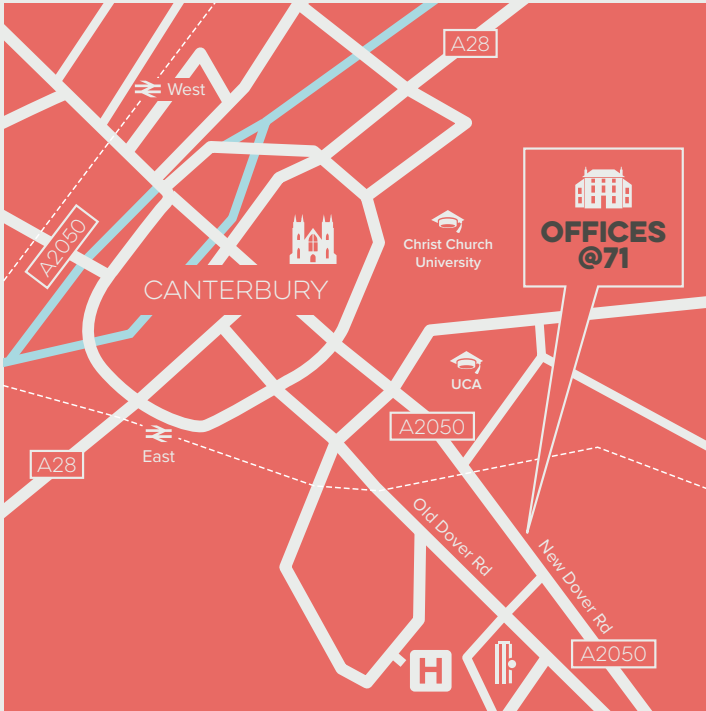 A28
West
A2050
OFFICES
@71
Christ Church
University
CANTERBURY
UCA
A2050
East
A28
Old Dover Rd
New Dover Rd
A2050
H